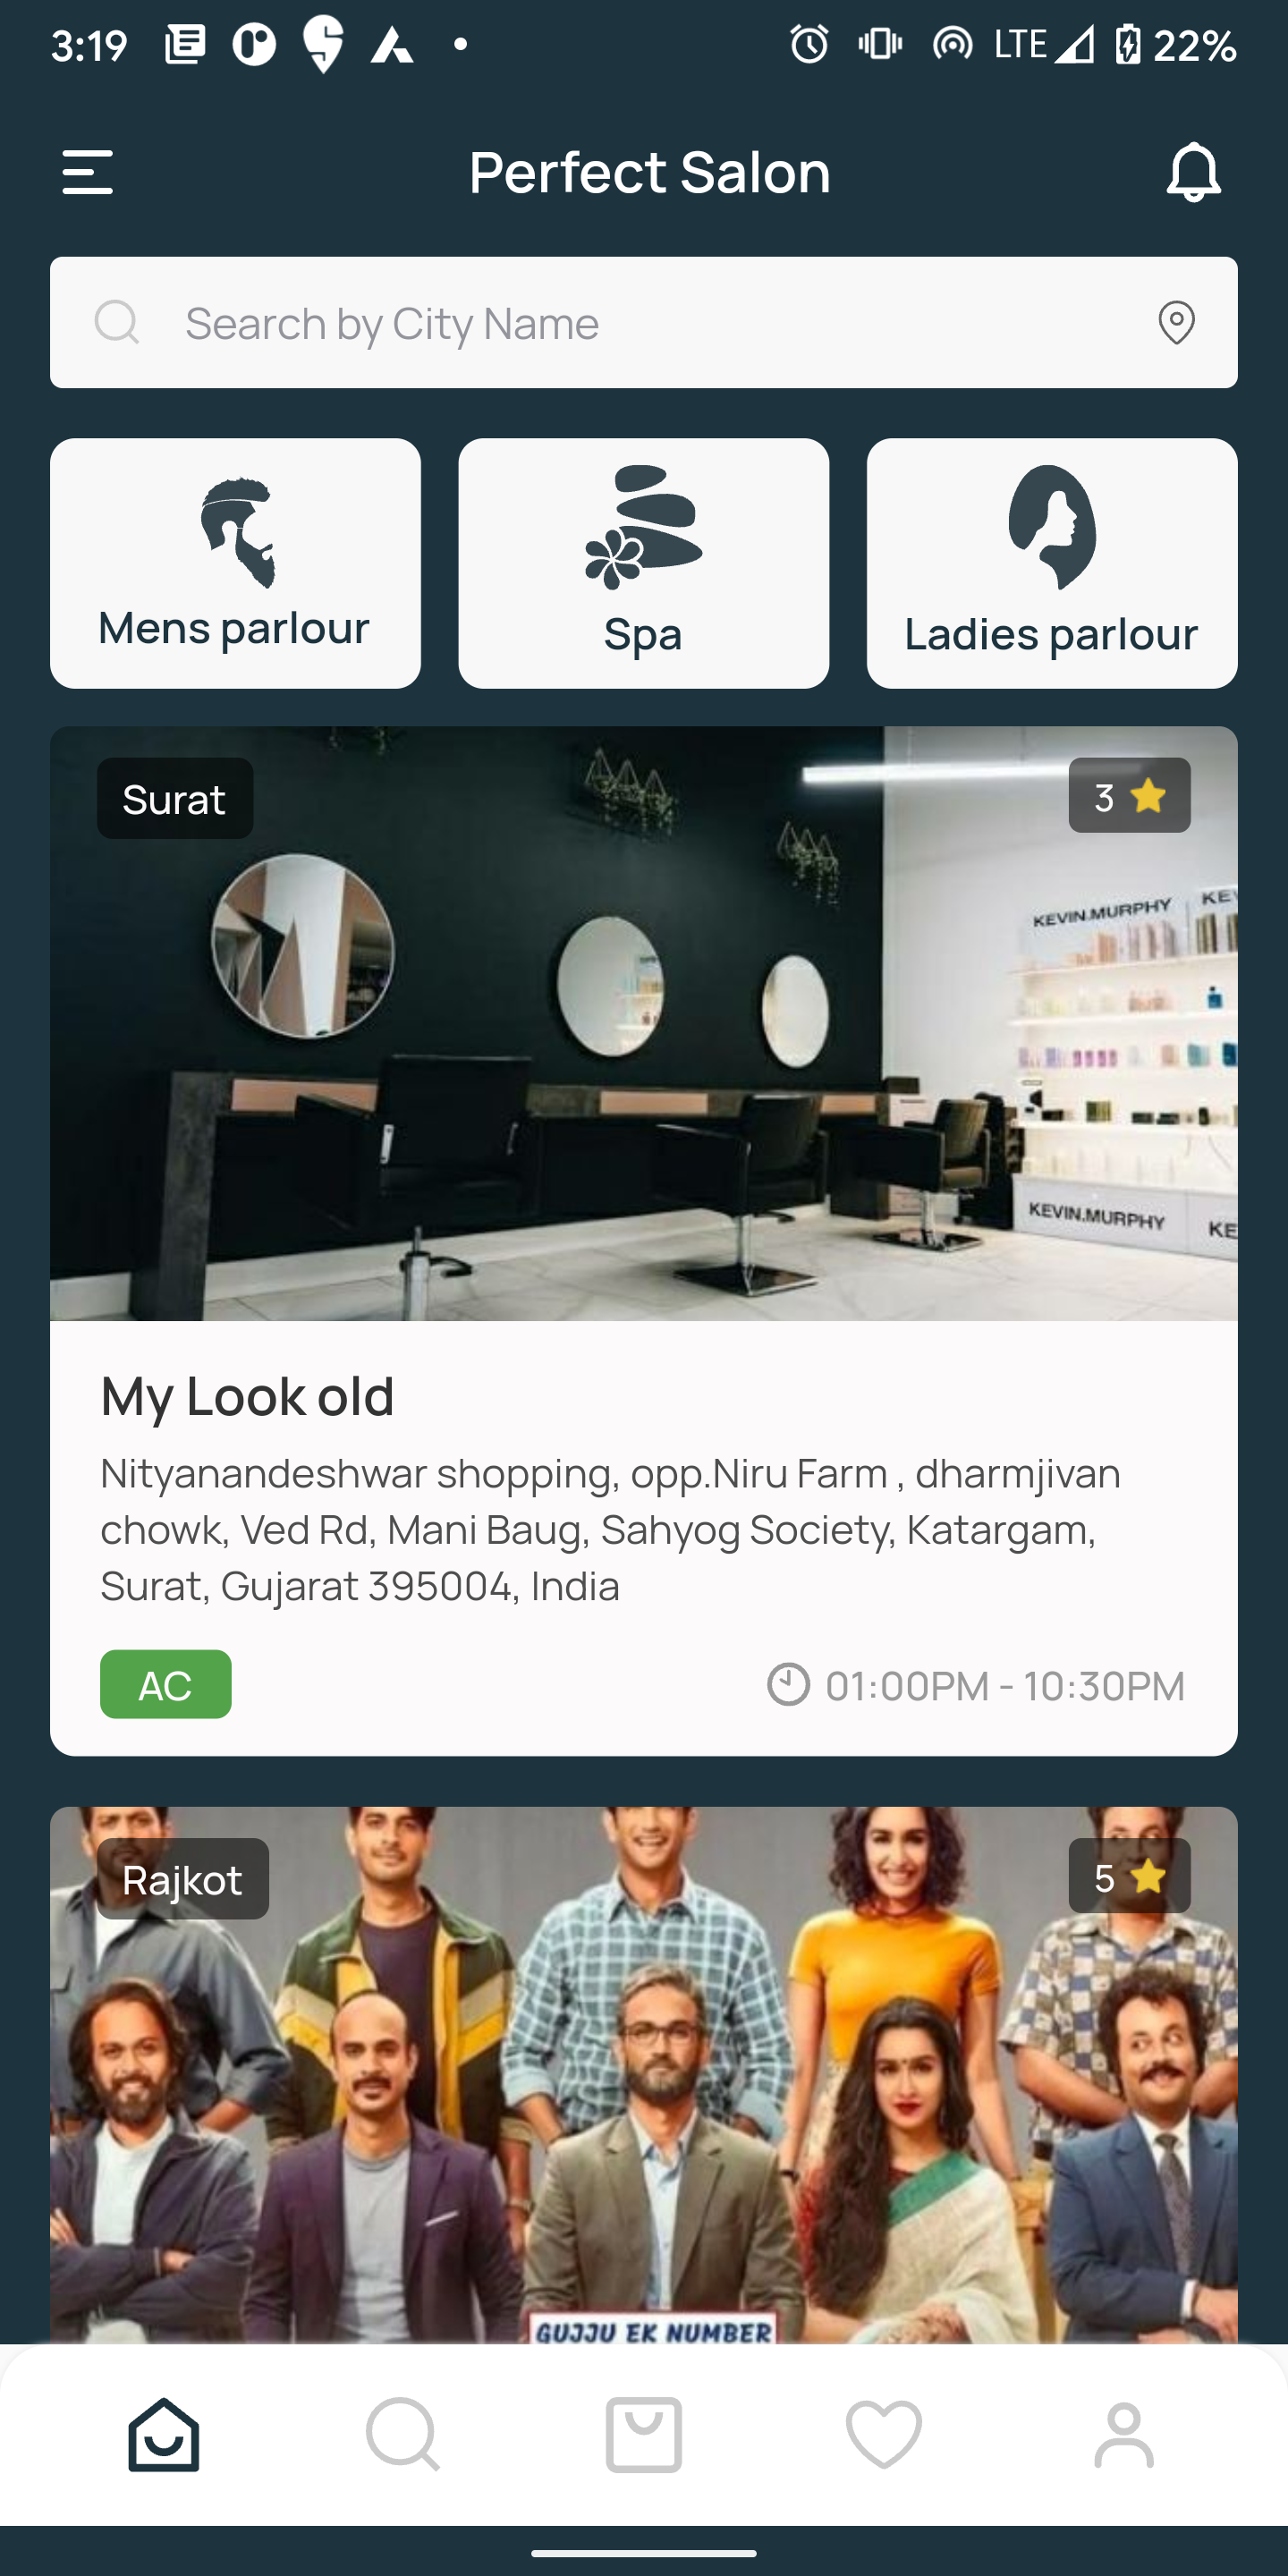 3:19
LTE 22%
Perfect Salon
Search by City Name
Mens parlour
Spa
Ladies parlour
Surat
3
KEVIN.MURPHY
KE
KEVIN.MURPHY
KE
My Look old
Nityanandeshwar shopping, opp.Niru Farm , dharmjivan
chowk, Ved Rd, Mani Baug, Sahyog Society, Katargam,
Surat, Gujarat 395004, India
AC
01:00PM - 10:30PM
Rajkot
5
GUJJU EK NUMBER